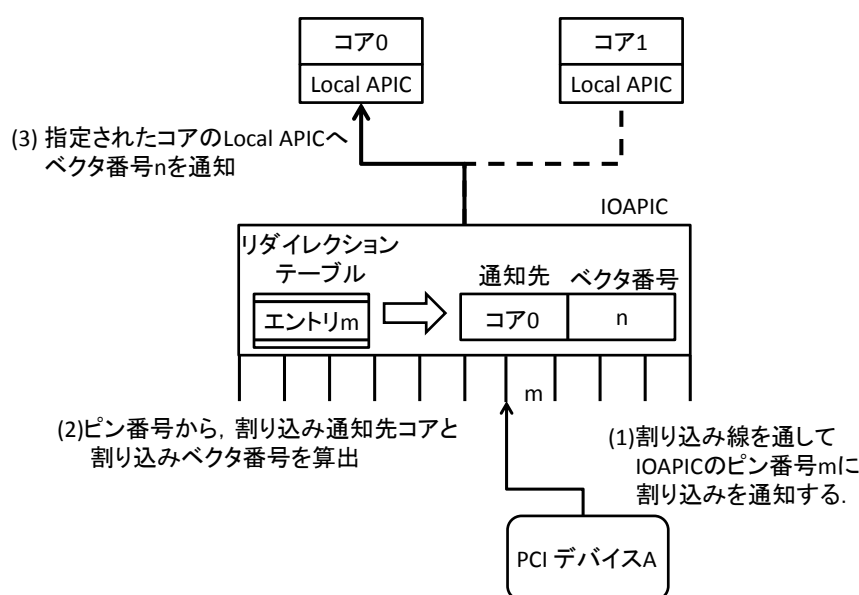 コア0
Local APIC
コア1
Local APIC
(3) 指定されたコアのLocal APICへ
ベクタ番号nを通知
IOAPIC
リダイレクション
テーブル
エントリm
通知先
ベクタ番号
コア0
n
m
(2)ピン番号から，割り込み通知先コアと
割り込みベクタ番号を算出
(1)割り込み線を通して
IOAPICのピン番号mに
割り込みを通知する.
PCI デバイスA